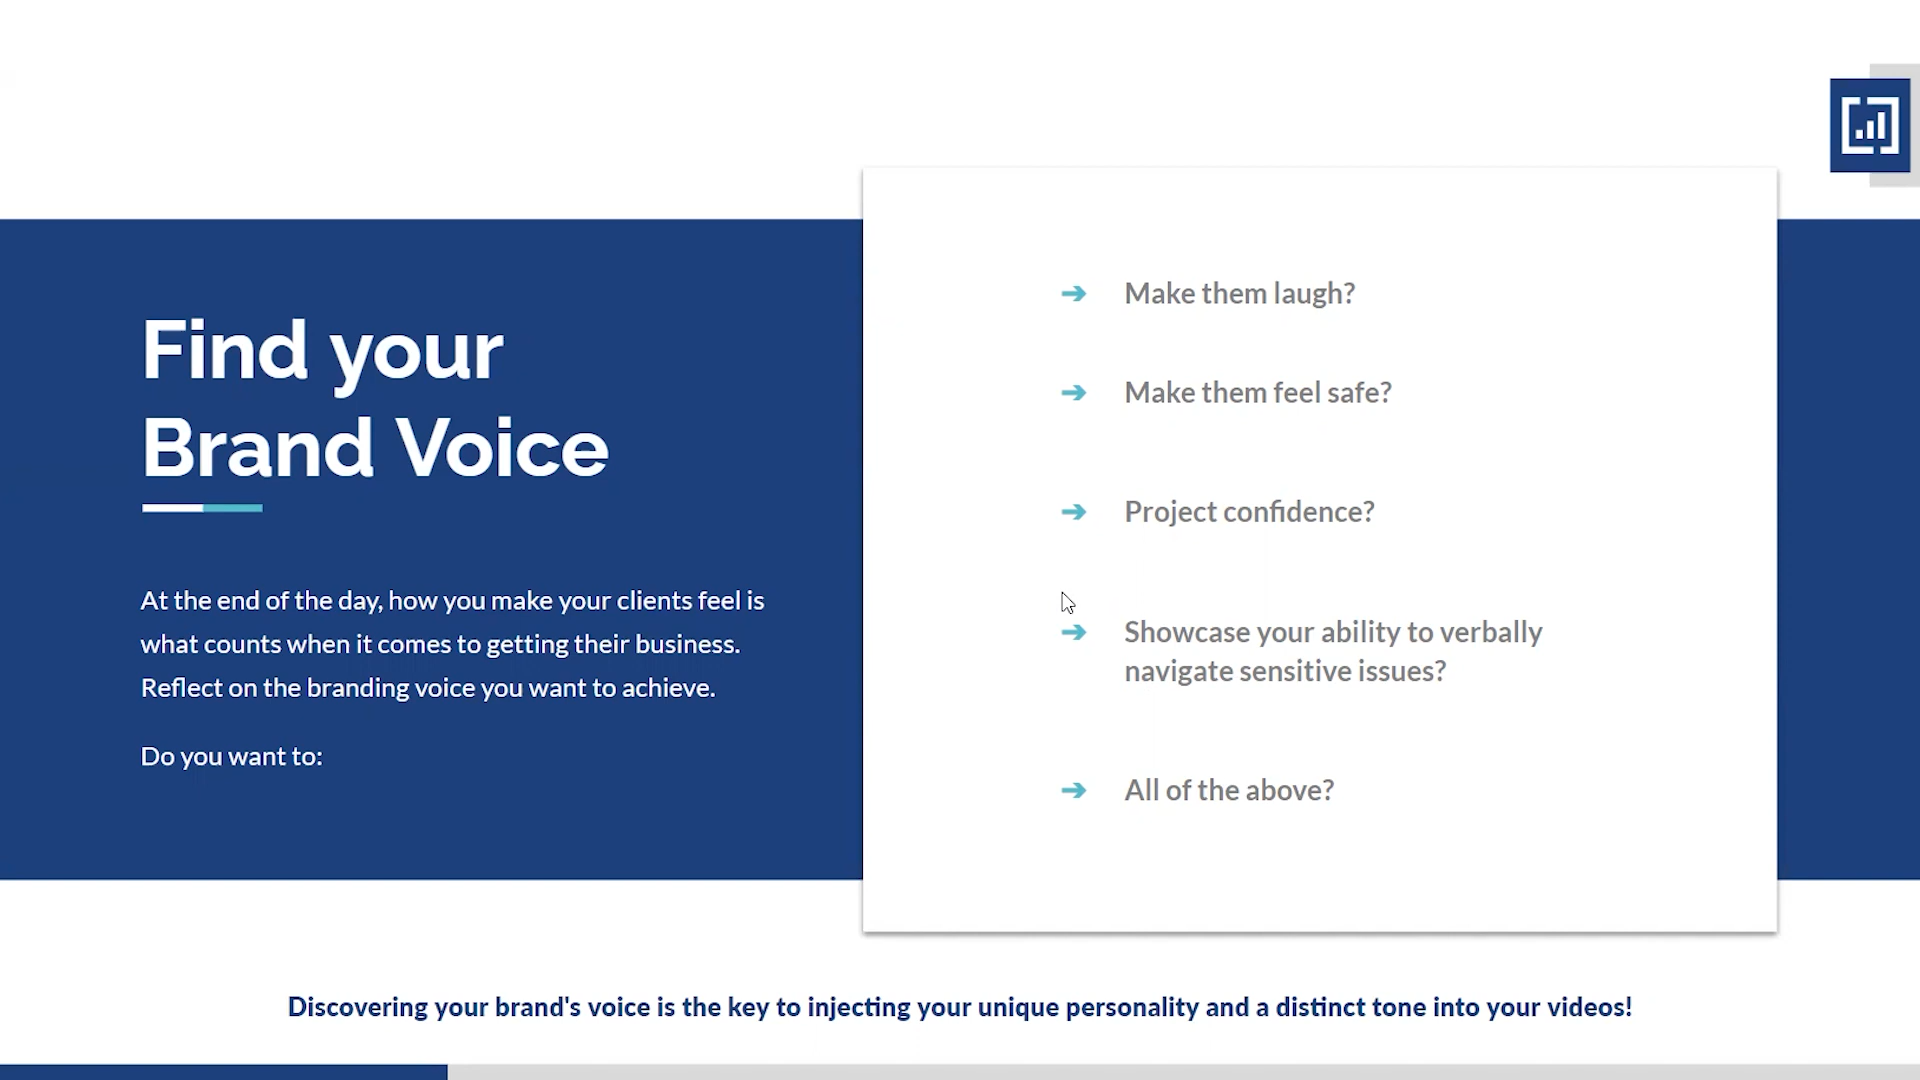 Find your
Brand Voice
At the end of the day, how you make your clients feel is
what counts when it comes to getting their business.
Reflect on the branding voice you want to achieve.
Do you want to:
➔ Make them laugh?
➔ Make them feel safe?
➔ Project confidence?
➔ Showcase your ability to verbally
navigate sensitive issues?
➔ All of the above?
Discovering your brand's voice is the key to injecting your unique personality and a distinct tone into your videos!